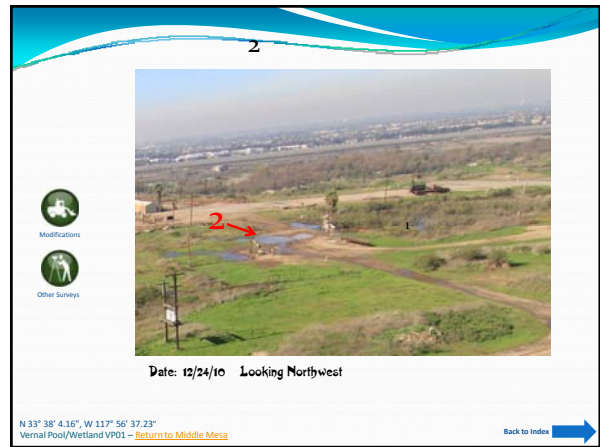 2
2
1
Modifications
Other Surveys
Date: 12/24/10 Looking Northwest
N 33° 38' 4.16", W 117° 56' 37.23"
Vernal Pool/Wetland VP01 – Return to Middle Mesa
Back to Index